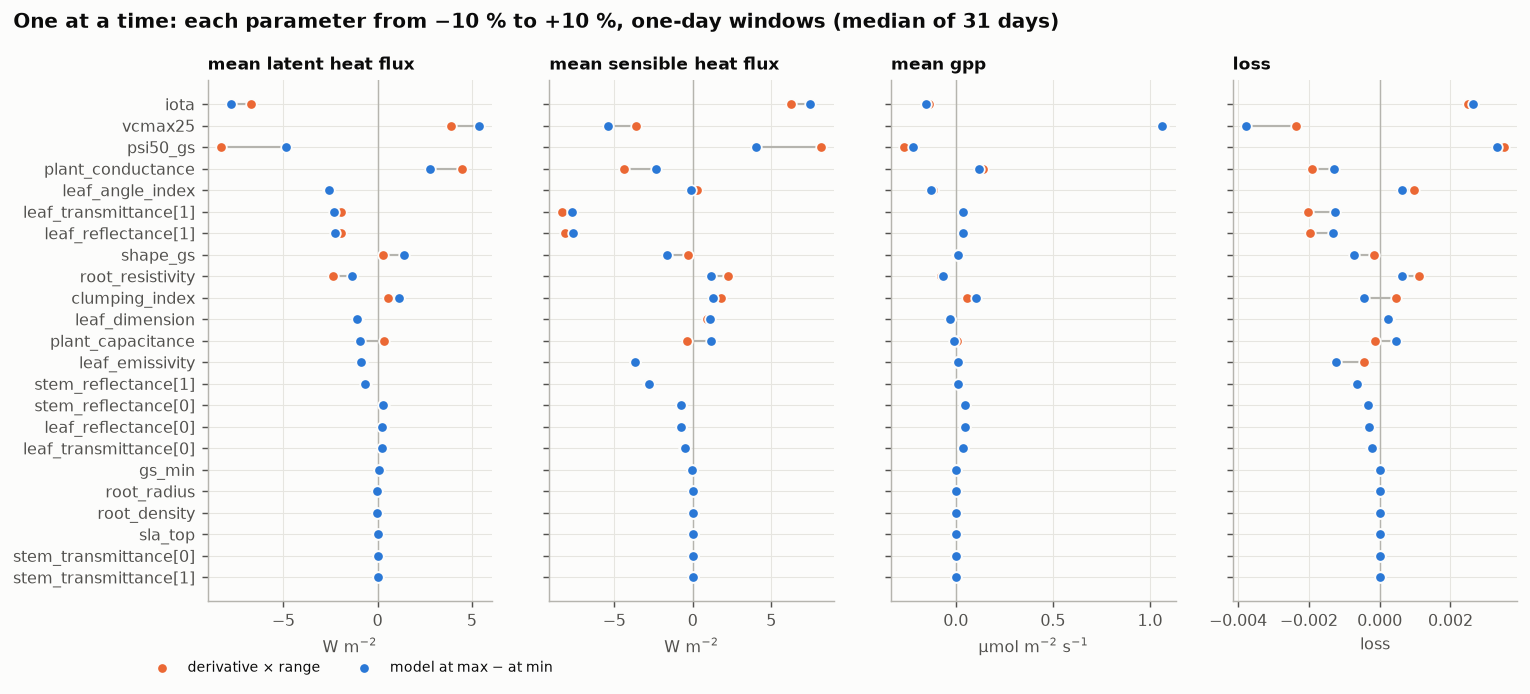 One at a time: each parameter from −10 % to +10 %, one-day windows (median of 31 days)
mean latent heat flux
mean sensible heat flux
mean gpp
loss
iota
vcmax25
psi50_gs
plant_conductance
leaf_angle_index
leaf_transmittance[1]
leaf_reflectance[1]
shape_gs
root_resistivity
clumping_index
leaf_dimension
plant_capacitance
leaf_emissivity
stem_reflectance[1]
stem_reflectance[0]
leaf_reflectance[0]
leaf_transmittance[0]
gs_min
root_radius
root_density
sla_top
stem_transmittance[0]
stem_transmittance[1]
−5 0 5
W m⁻²
−5 0 5
W m⁻²
0.0 0.5 1.0
μmol m⁻² s⁻¹
−0.004 −0.002 0.000 0.002
loss
derivative × range
model at max − at min